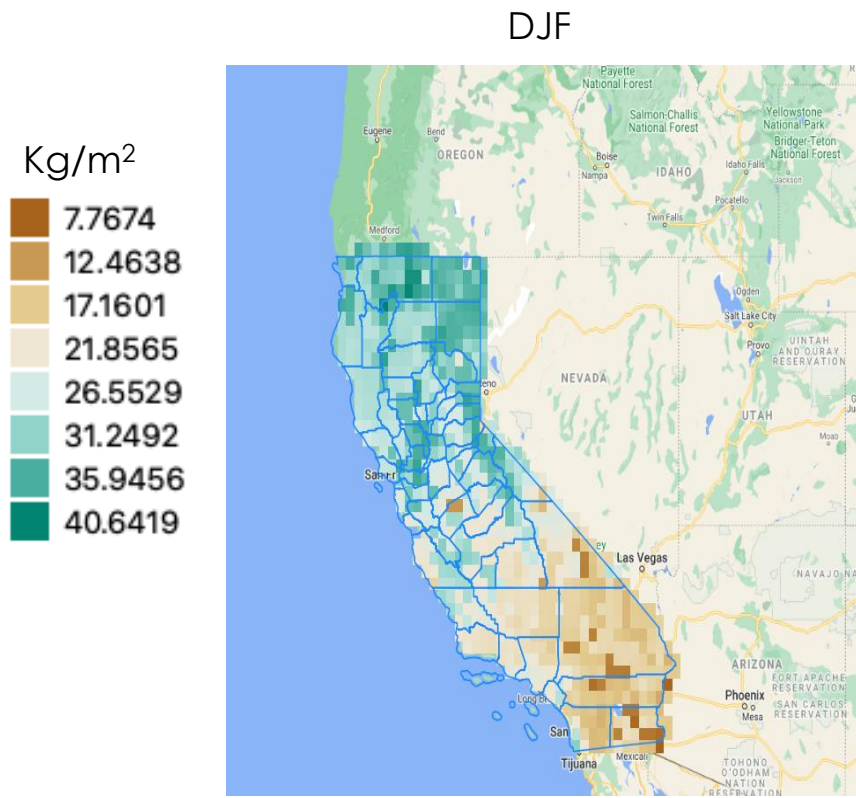 DJF
Kg/m²
7.7674
12.4638
17.1601
21.8565
26.5529
31.2492
35.9456
40.6419
Payette
National Forest
Salmon-Challis
National Forest
Yellowstone
National Park
Bridger-Teton
National Forest
Eugene
Bend
OREGON
Boise
Nampa
IDAHO
Idaho Falls
Jackson
Pocatello
Twin Falls
Medford
Ogden
Salt Lake City
Provo
UINTAH
AND OURAY
RESERVATION
NEVADA
UTAH
Moab
San Fr
Las Vegas
NAVAJO NA
ARIZONA
FORT APACHE
RESERVATION
SAN CARLOS
RESERVATION
Phoenix
Mesa
Long Be
San
Tijuana
Mexicali
TOHONO
O'ODHAM
NATION
RESERVATION